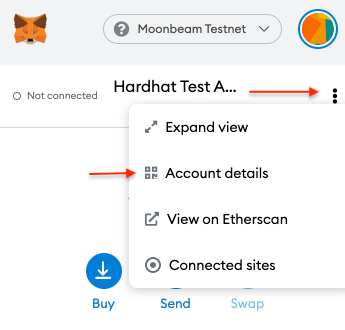 Moonbeam Testnet
Hardhat Test A...
Not connected
Expand view
Account details
View on Etherscan
Connected sites
Buy Send Swap